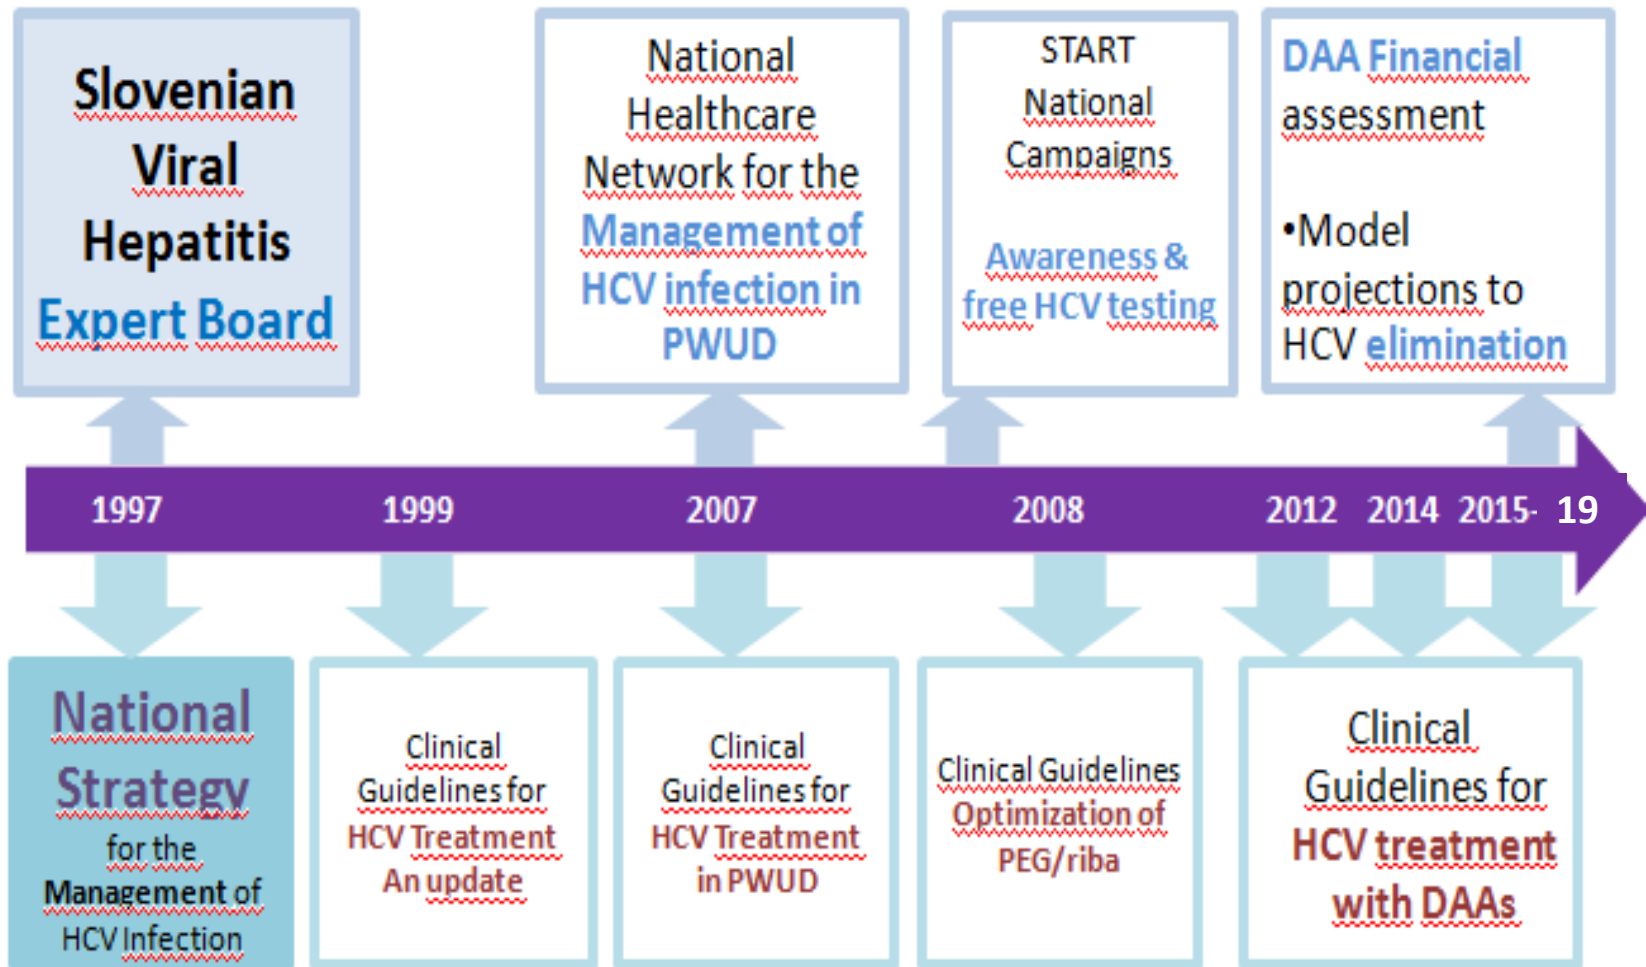 Slovenian
Viral
Hepatitis
Expert Board
National
Healthcare
Network for the
Management of
HCV infection in
PWUD
START
National
Campaigns
Awareness &
free HCV testing
DAA Financial
assessment
•Model
projections to
HCV elimination
1997 1999 2007 2008 2012 2014 2015- 19
National
Strategy
for the
Management of
HCV Infection
Clinical
Guidelines for
HCV Treatment
An update
Clinical
Guidelines for
HCV Treatment
in PWUD
Clinical Guidelines
Optimization of
PEG/riba
Clinical
Guidelines for
HCV treatment
with DAAs